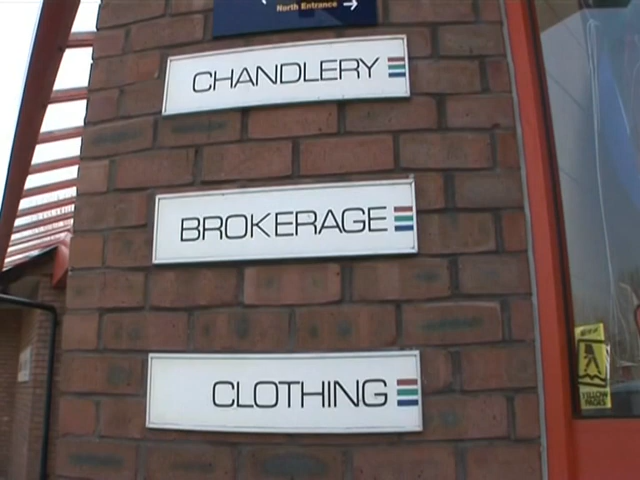 North Entrance
CHANDLERY
BROKERAGE
CLOTHING
YELLOW
PAGES